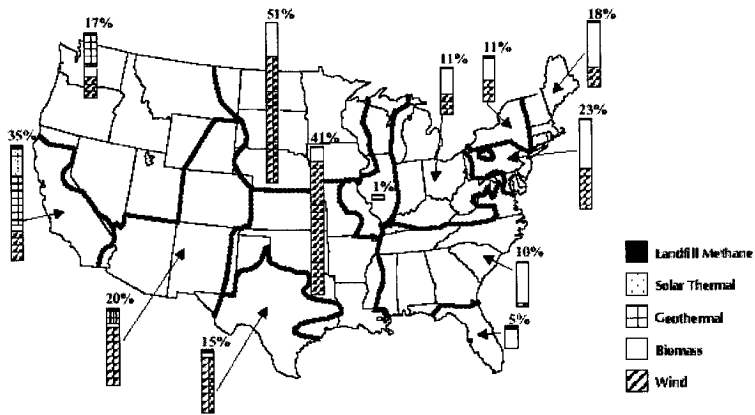 17%
51%
18%
11%
11%
23%
35%
41%
1%
20%
15%
10%
5%
Landfill Methane
Solar Thermal
Geothermal
Biomass
Wind